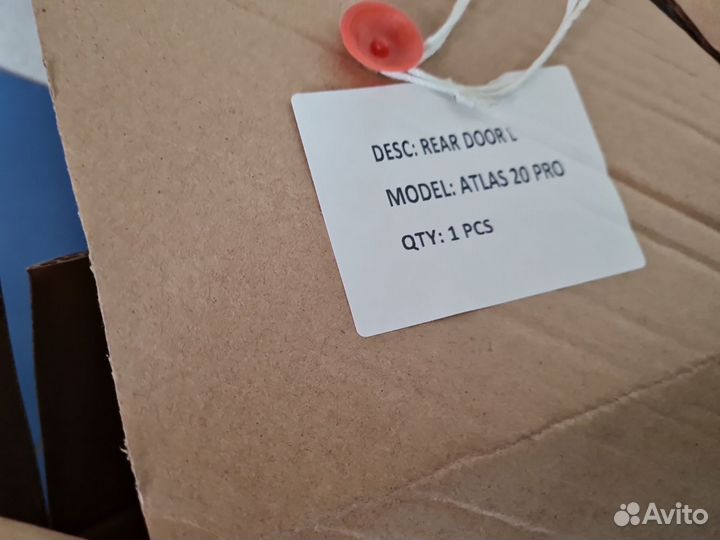 DESC: REAR DOOR L
MODEL: ATLAS 20 PRO
QTY: 1 PCS
Avito